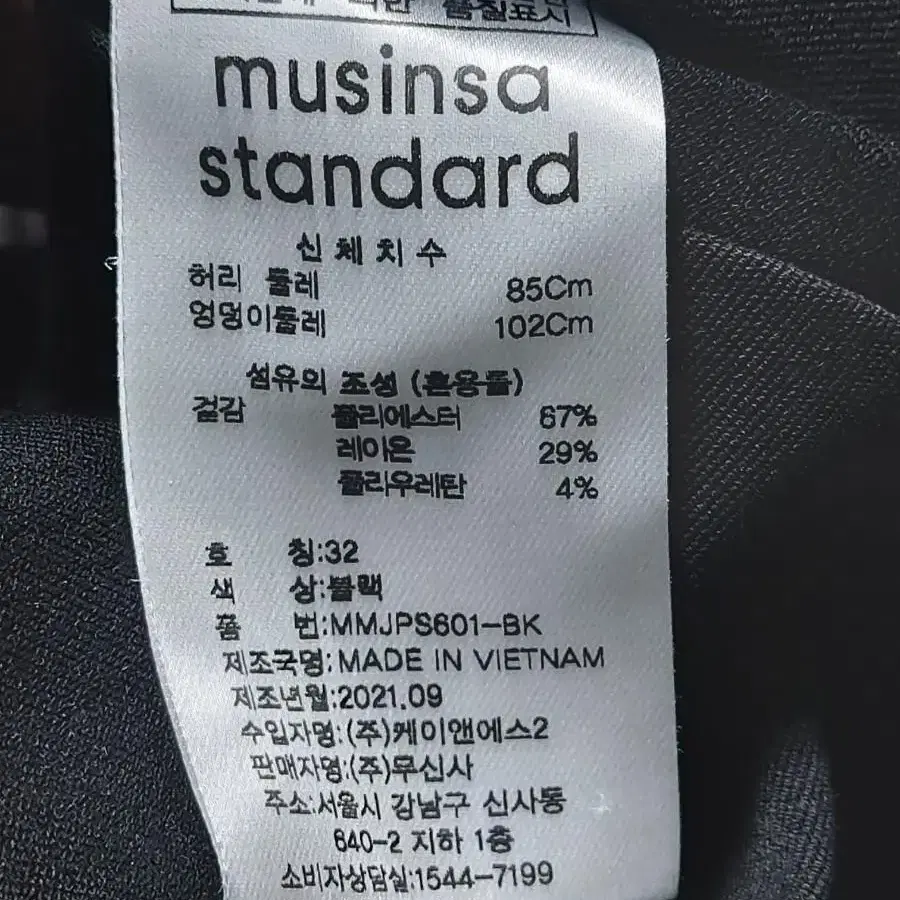 품질표시
musinsa
standard
신체치수
허리 둘레 85Cm
엉덩이둘레 102Cm
섬유의 조성 (혼용률)
겉감 폴리에스터 67%
레이온 29%
폴리우레탄 4%
호 칭:32
색 상:블랙
품 번:MMJPS601-BK
제조국명:MADE IN VIETNAM
제조년월:2021.09
수입자명:(주)케이앤에스2
판매자명:(주)무신사
주소:서울시 강남구 신사동
640-2 지하 1층
소비자상담실:1544-7199